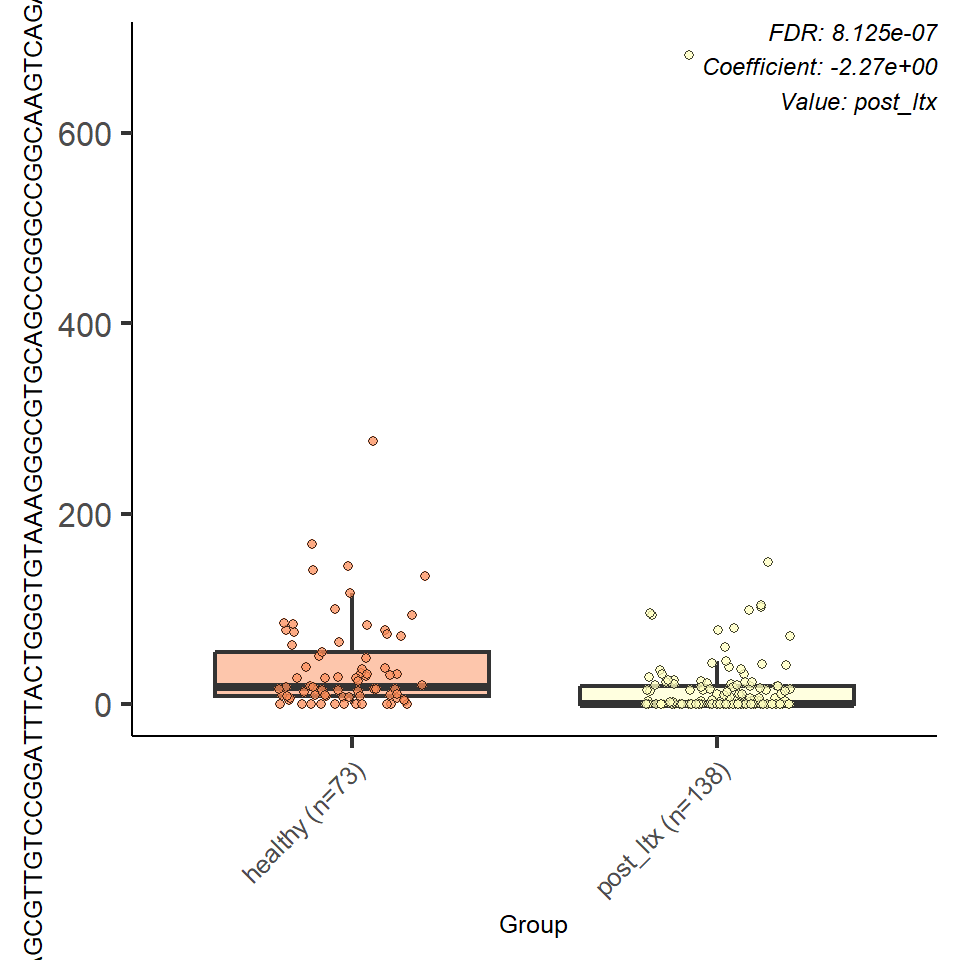 FDR: 8.125e-07
Coefficient: -2.27e+00
Value: post_ltx
AGCGTTGTCCGGATTTACTGGGTGTAAAGGGCGTGCAGCCGGGCCGGCAAGTCAGA
600
400
200
0
healthy (n=73)
post_ltx (n=138)
Group